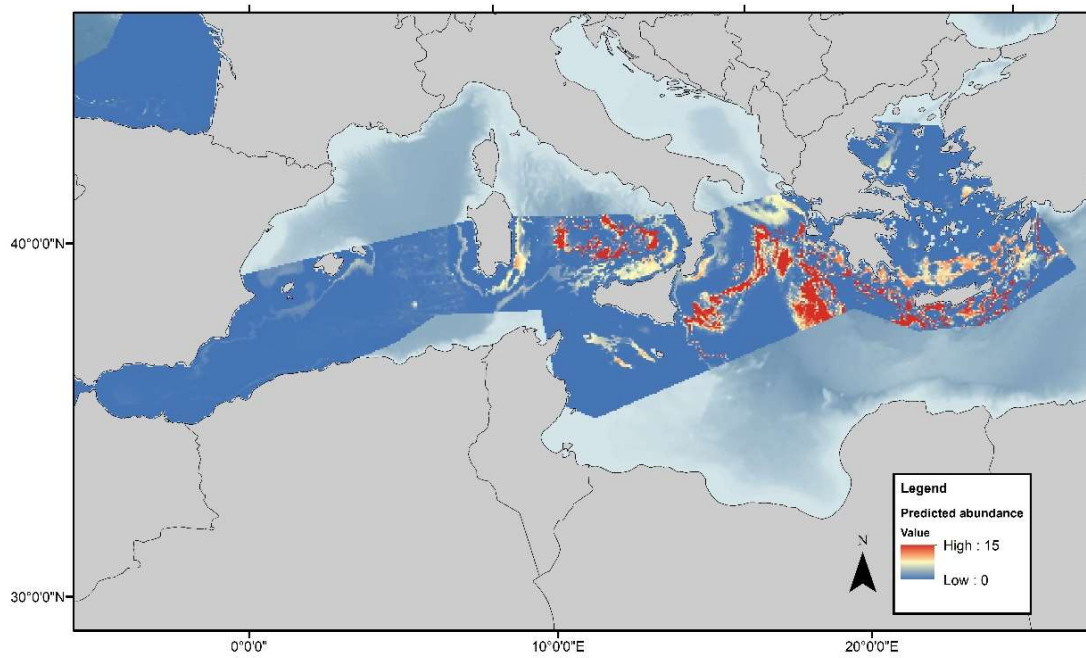 40°0'0"N
30°0'0"N
0°0'0"
10°0'0"E
20°0'0"E
N
Legend
Predicted abundance
Value
High : 15
Low : 0